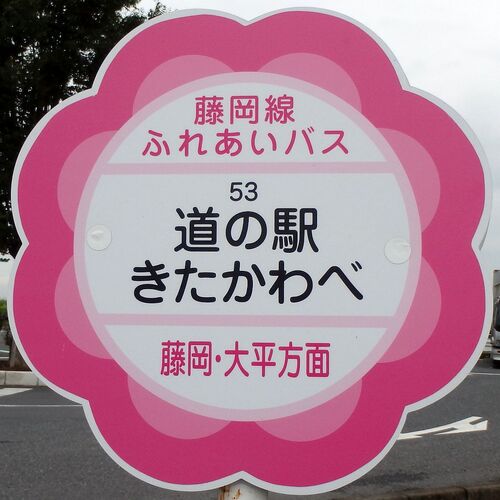 藤岡線
ふれあいバス
53
道の駅
きたかわべ
藤岡・大平方面